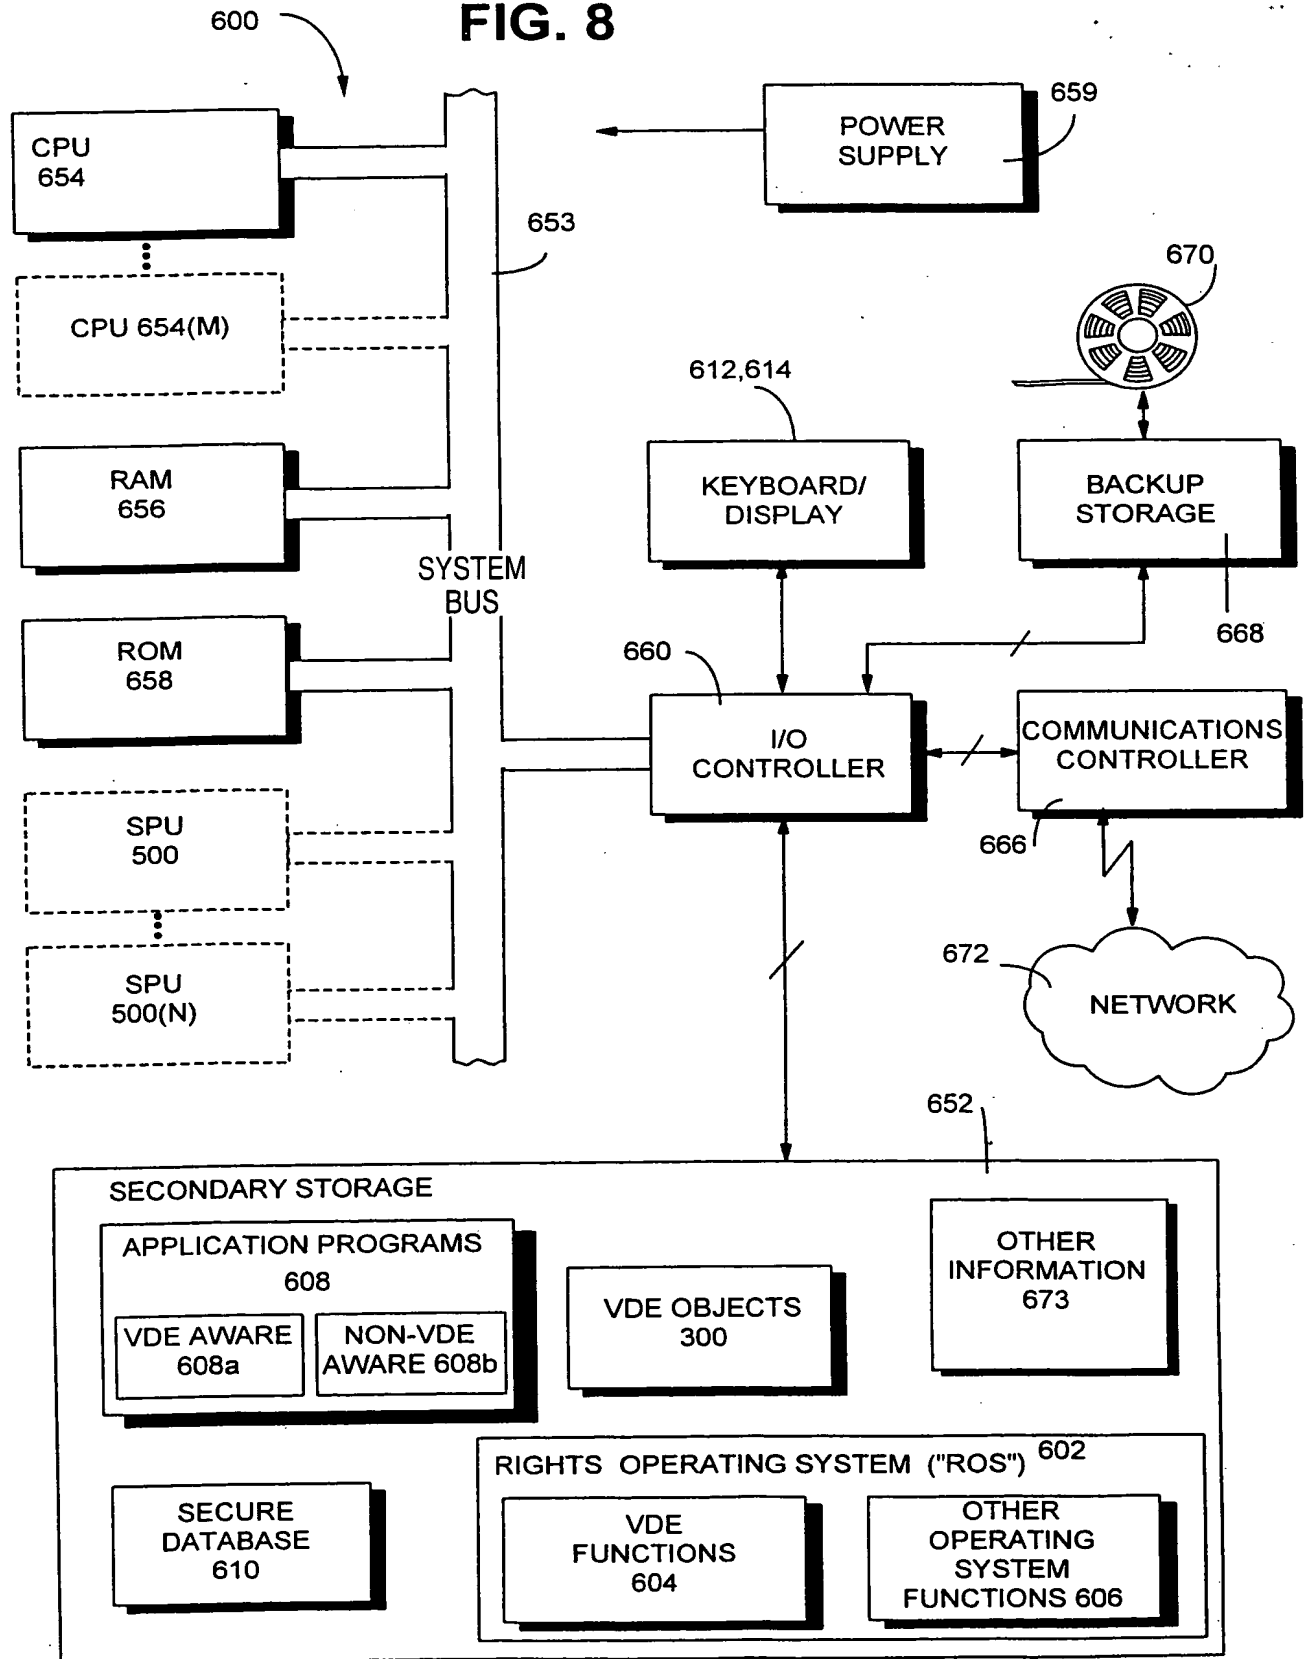 FIG. 8
600
CPU
654
POWER
SUPPLY
659
653
CPU 654(M)
670
612,614
RAM
656
KEYBOARD/
DISPLAY
BACKUP
STORAGE
668
SYSTEM
BUS
ROM
658
660
I/O
CONTROLLER
COMMUNICATIONS
CONTROLLER
666
SPU
500
SPU
500(N)
672
NETWORK
652
SECONDARY STORAGE
APPLICATION PROGRAMS
608
VDE AWARE
608a
NON-VDE
AWARE 608b
VDE OBJECTS
300
OTHER
INFORMATION
673
SECURE
DATABASE
610
RIGHTS OPERATING SYSTEM ("ROS") 602
VDE
FUNCTIONS
604
OTHER
OPERATING
SYSTEM
FUNCTIONS 606